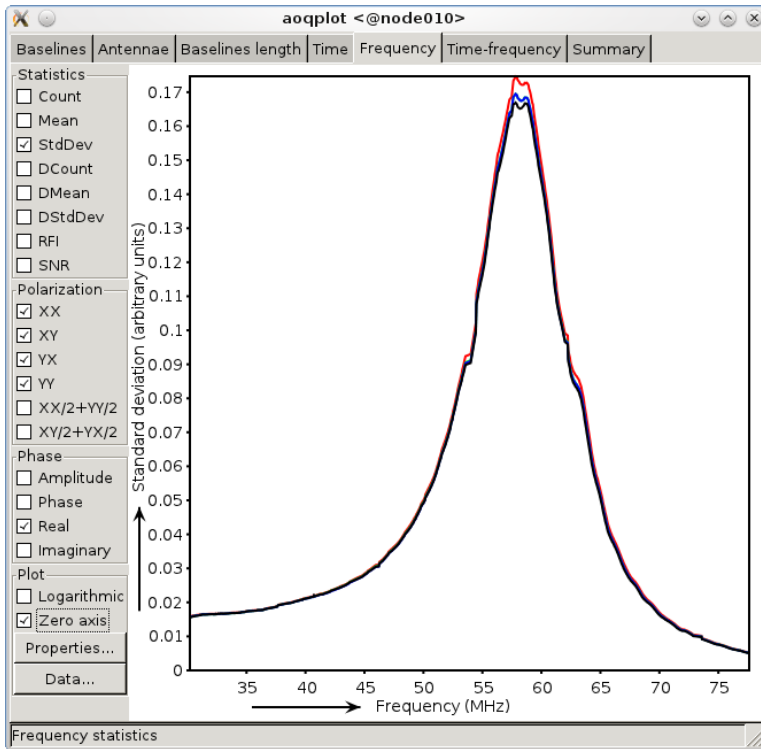 aoqplot <@node010>
Baselines Antennae Baselines length Time Frequency Time-frequency Summary
Statistics
Count
Mean
StdDev
DCount
DMean
DStdDev
RFI
SNR
Polarization
XX
XY
YX
YY
XX/2+YY/2
XY/2+YX/2
Phase
Amplitude
Phase
Real
Imaginary
Plot
Logarithmic
Zero axis
Properties...
Data...
Standard deviation (arbitrary units)
0.17
0.16
0.15
0.14
0.13
0.12
0.11
0.1
0.09
0.08
0.07
0.06
0.05
0.04
0.03
0.02
0.01
0
35 40 45 50 55 60 65 70 75
Frequency (MHz)
Frequency statistics